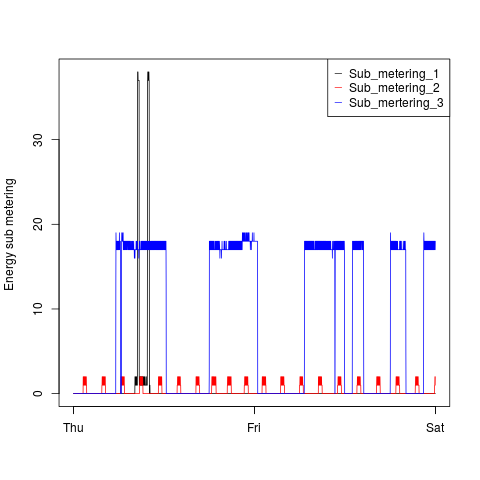 Sub_metering_1
Sub_metering_2
Sub_mertering_3
Energy sub metering
30
20
10
0
Thu
Fri
Sat